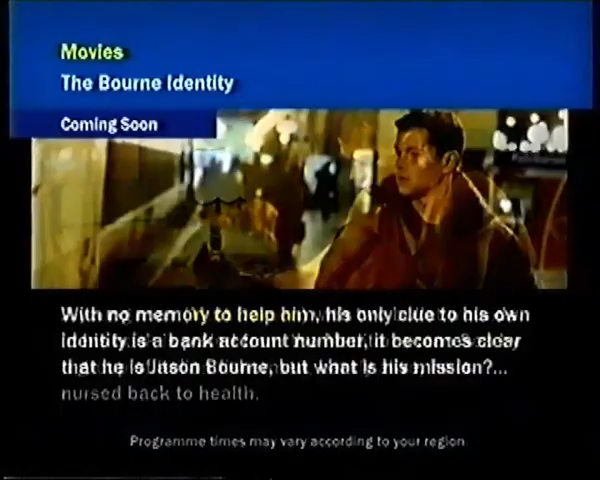 Movies
The Bourne Identity
Coming Soon
With no memory to help him, his only clue to his own
identity is a bank account number, it becomes clear
that he is Jason Bourne, but what is his mission?...
nursed back to health.
Programme times may vary according to your region